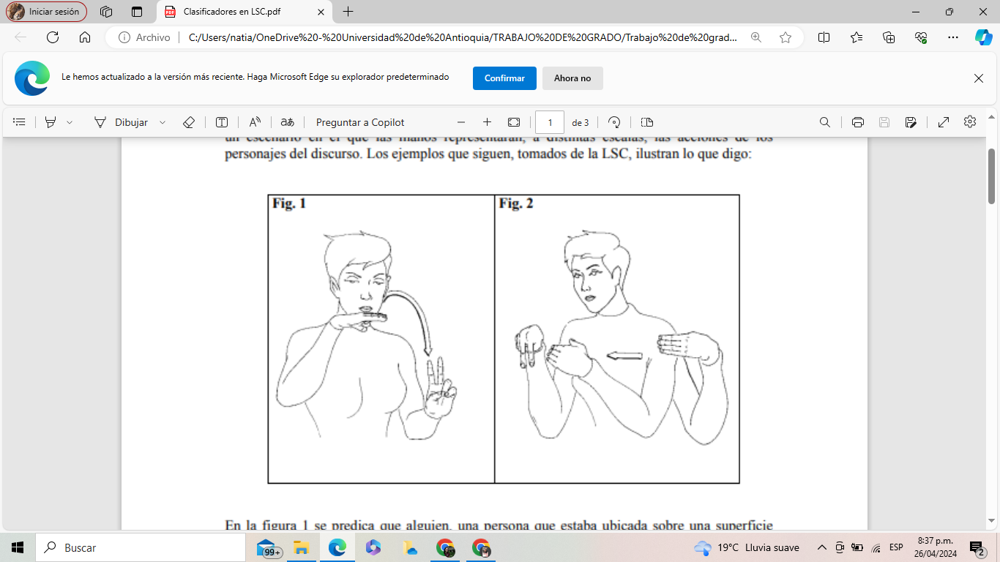 Iniciar sesión
Clasificadores en LSC.pdf
Archivo
C:/Users/natia/OneDrive%20-%20Universidad%20de%20Antioquia/TRABAJO%20DE%20GRADO/Trabajo%20de%20grad...
Le hemos actualizado a la versión más reciente. Haga Microsoft Edge su explorador predeterminado
Confirmar
Ahora no
Dibujar
Preguntar a Copilot
1
de 3
un escenario en el que las manos representarán, a distintas escalas, las acciones de los
personajes del discurso. Los ejemplos que siguen, tomados de la LSC, ilustran lo que digo:
Fig. 1
Fig. 2
En la figura 1 se predica que alguien, una persona que estaba ubicada sobre una superficie
Buscar
99+
19°C Lluvia suave
ESP
8:37 p.m.
26/04/2024
2